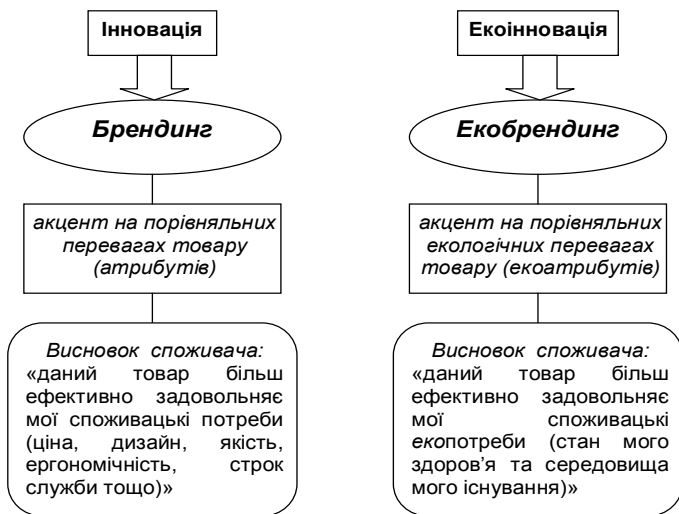 Інновація
Брендинг
акцент на порівняльних
перевагах товару
(атрибутів)
Висновок споживача:
«даний товар більш
ефективно задовольняє
мої споживацькі потреби
(ціна, дизайн, якість,
ергономічність, строк
служби тощо)»
Екоінновація
Екобрендинг
акцент на порівняльних
екологічних перевагах
товару (екоатрибутів)
Висновок споживача:
«даний товар більш
ефективно задовольняє
мої споживацькі
екопотреби (стан мого
здоров'я та середовища
мого існування)»